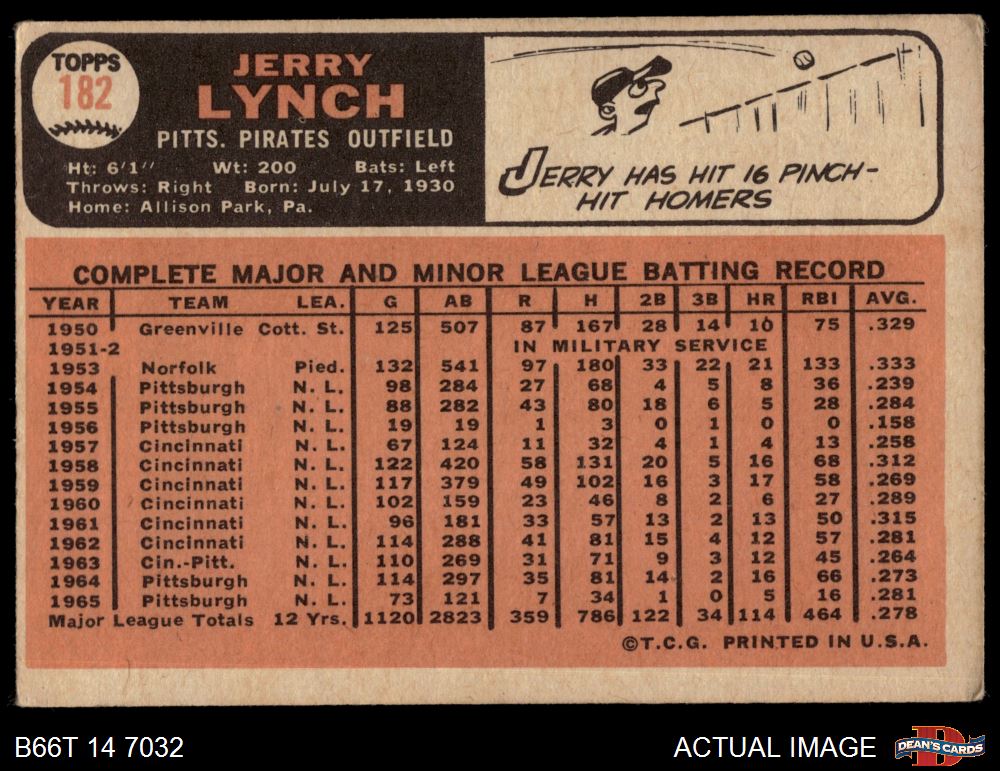 TOPPS
182
JERRY
LYNCH
PITTS. PIRATES OUTFIELD
Ht: 6'1" Wt: 200 Bats: Left
Throws: Right Born: July 17, 1930
Home: Allison Park, Pa.
JERRY HAS HIT 16 PINCH-
HIT HOMERS
COMPLETE MAJOR AND MINOR LEAGUE BATTING RECORD
YEAR TEAM LEA. G AB R H 2B 3B HR RBI AVG.
1950 Greenville Cott. St. 125 507 87 167 28 14 10 75 .329
1951-2 IN MILITARY SERVICE
1953 Norfolk Pied. 132 541 97 180 33 22 21 133 .333
1954 Pittsburgh N. L. 98 284 27 68 4 5 8 36 .239
1955 Pittsburgh N. L. 88 282 43 80 18 6 5 28 .284
1956 Pittsburgh N. L. 19 19 1 3 0 1 0 0 .158
1957 Cincinnati N. L. 67 124 11 32 4 1 4 13 .258
1958 Cincinnati N. L. 122 420 58 131 20 5 16 68 .312
1959 Cincinnati N. L. 117 379 49 102 16 3 17 58 .269
1960 Cincinnati N. L. 102 159 23 46 8 2 6 27 .289
1961 Cincinnati N. L. 96 181 33 57 13 2 13 50 .315
1962 Cincinnati N. L. 114 288 41 81 15 4 12 57 .281
1963 Cin.-Pitt. N. L. 110 269 31 71 9 3 12 45 .264
1964 Pittsburgh N. L. 114 297 35 81 14 2 16 66 .273
1965 Pittsburgh N. L. 73 121 7 34 1 0 5 16 .281
Major League Totals 12 Yrs. 1120 2823 359 786 122 34 114 464 .278
©T.C.G. PRINTED IN U.S.A.
B66T 14 7032
ACTUAL IMAGE
D
DEAN'S CARDS